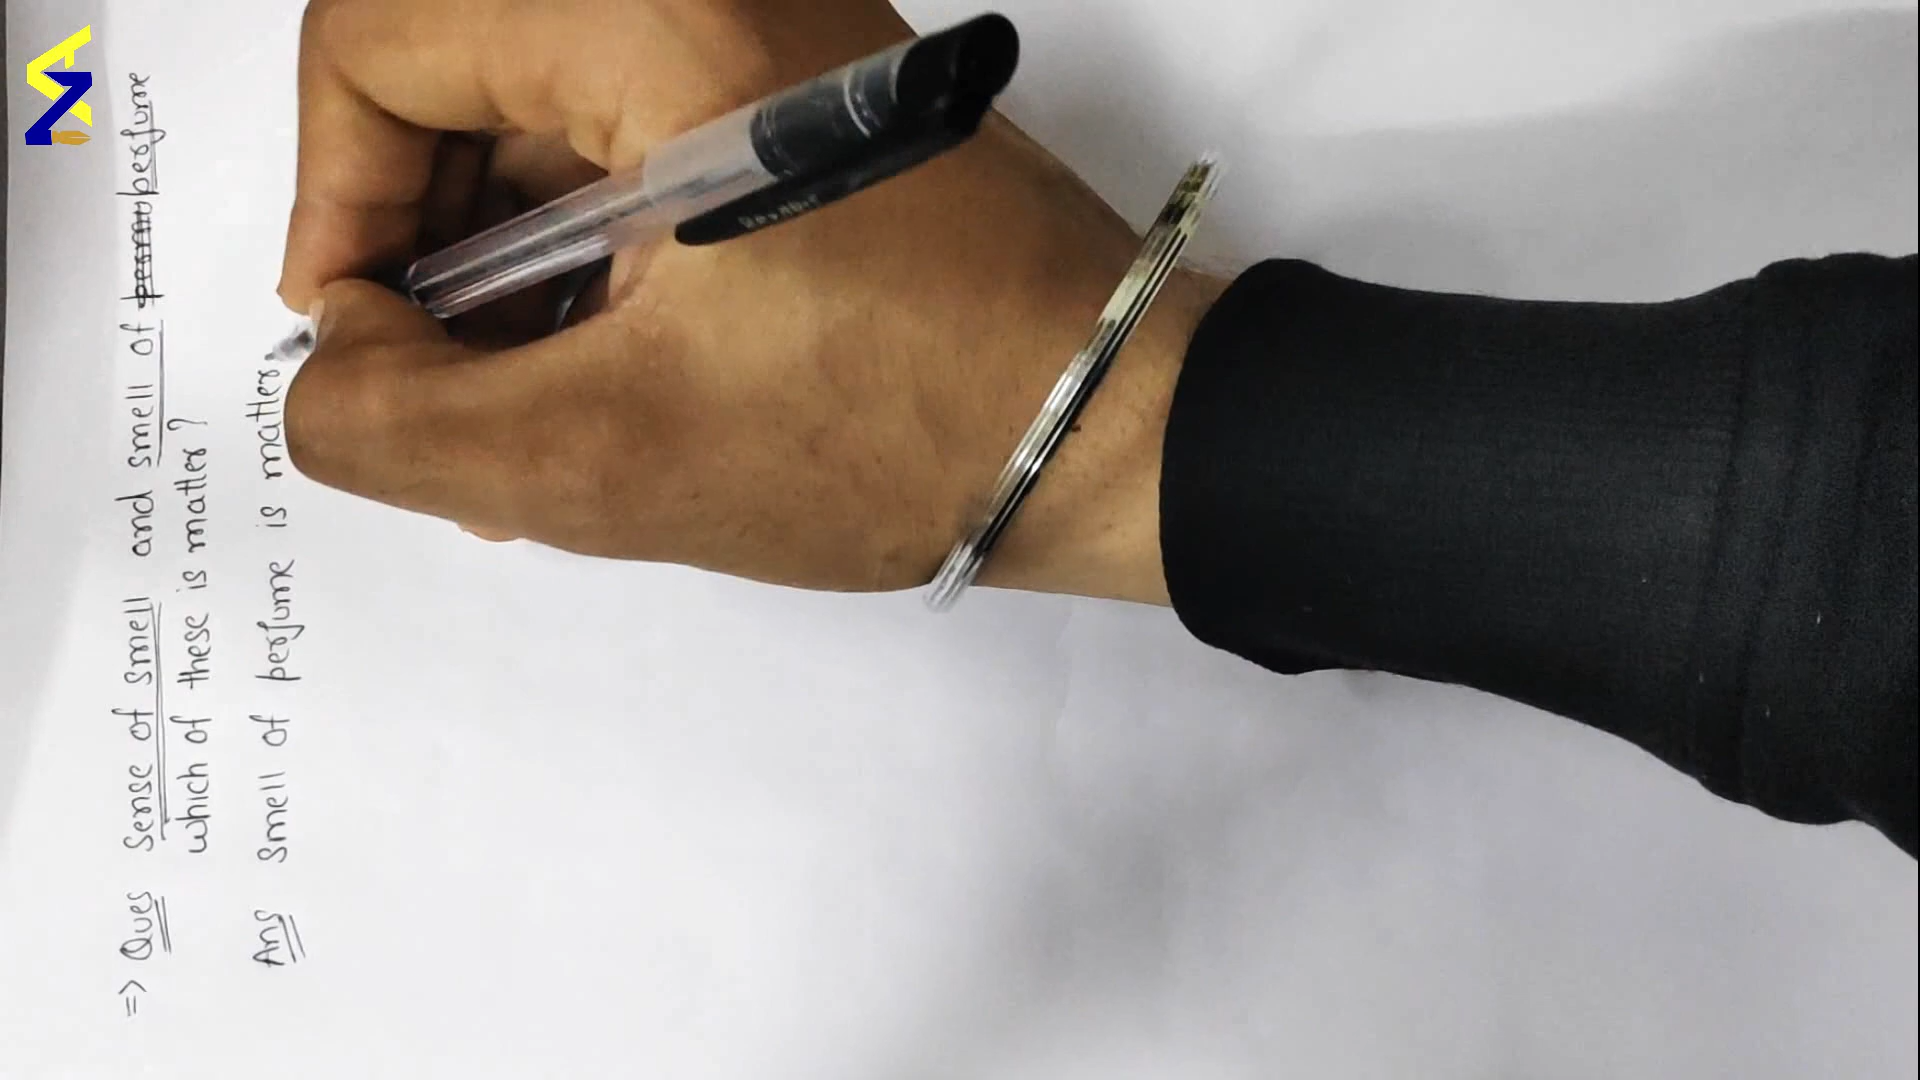 => Ques Sense of smell and smell of perfume
which of these is matter?
Ans Smell of perfume is matter,